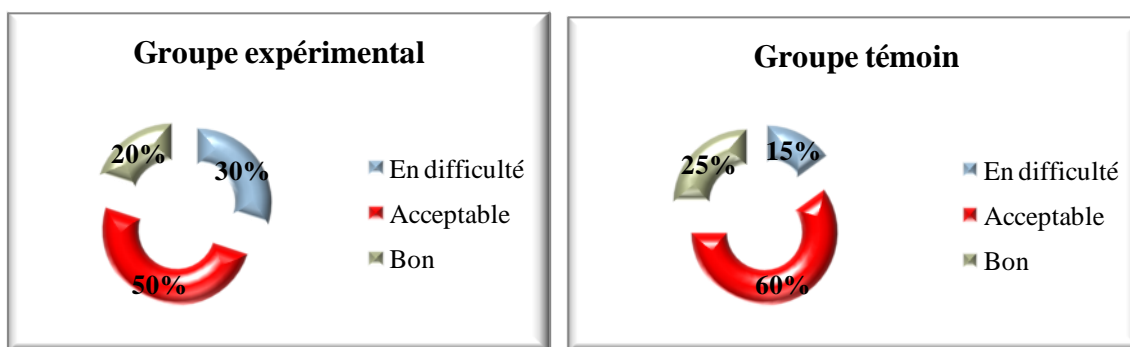 Groupe expérimental
20%
30%
50%
En difficulté
Acceptable
Bon
Groupe témoin
25%
15%
60%
En difficulté
Acceptable
Bon